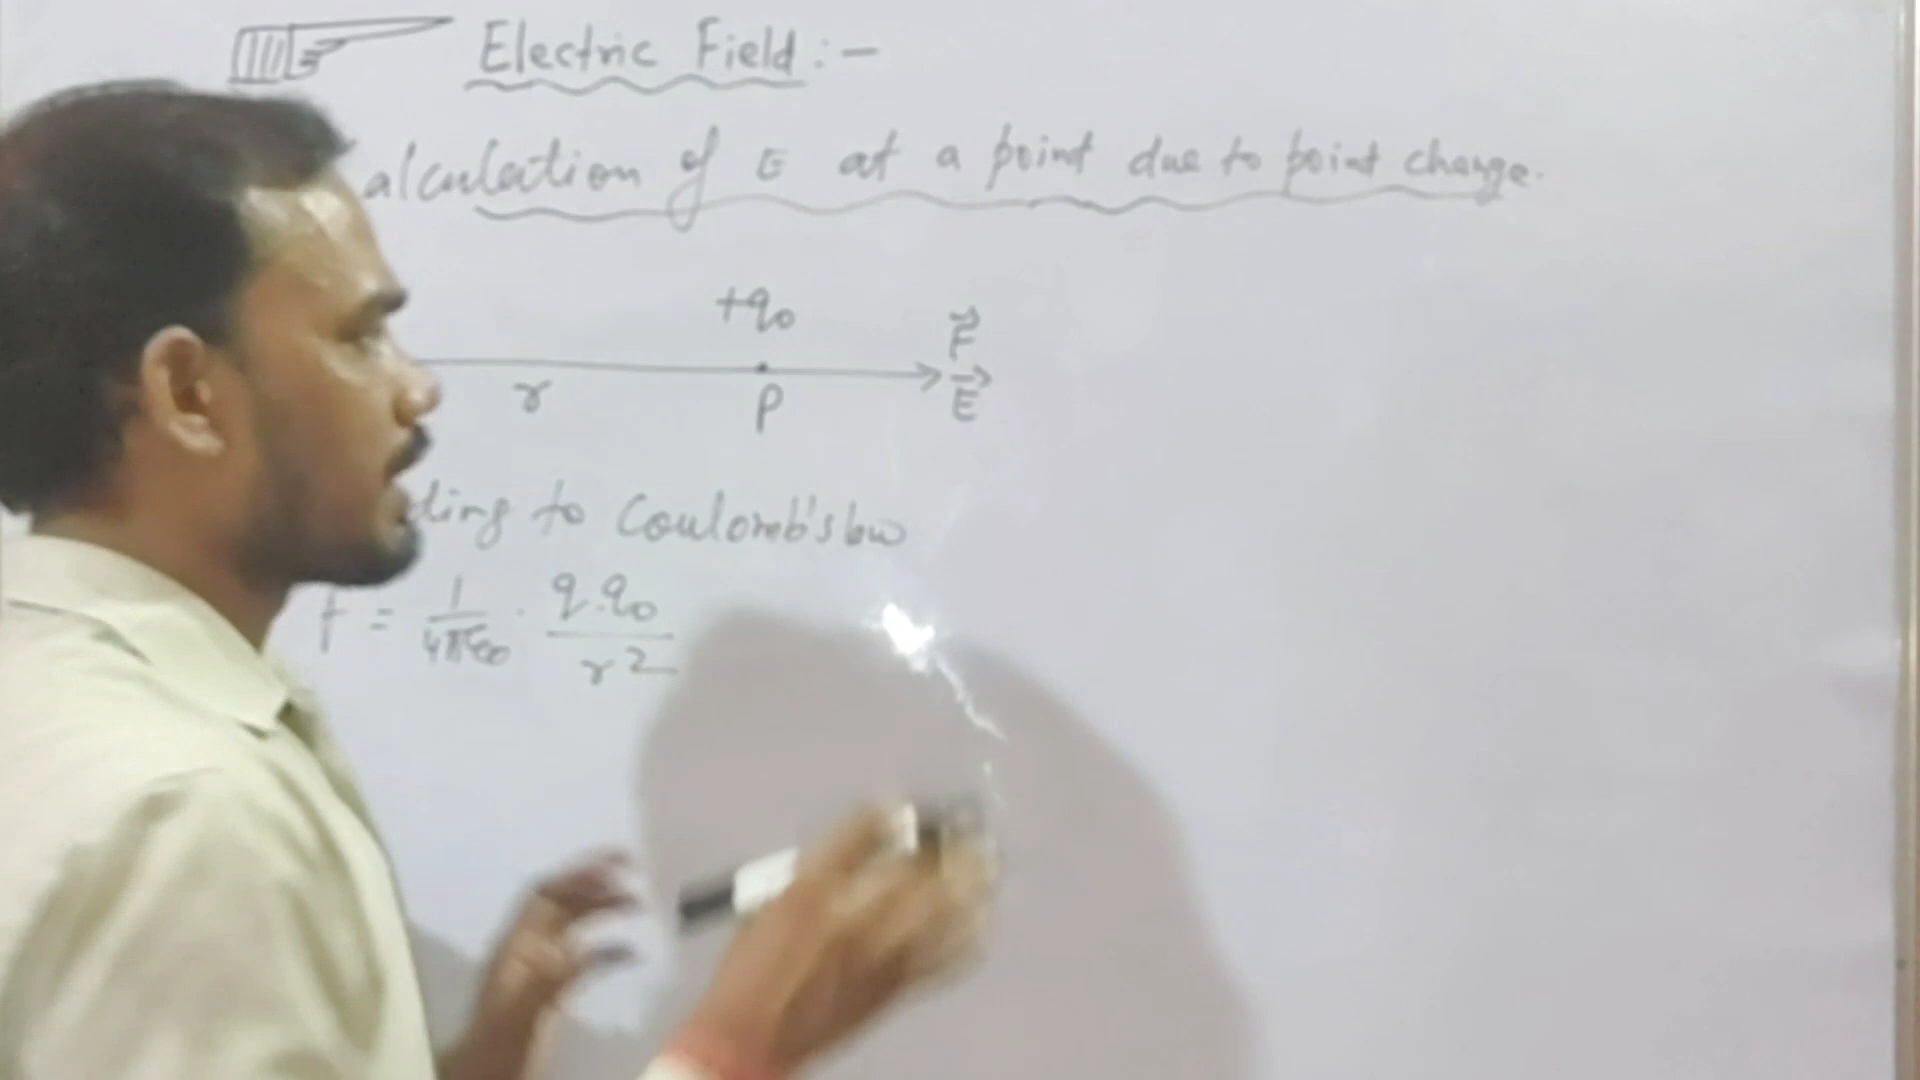 Electric Field :-
alculation of E at a point due to point charge.
+q₀
F⃗
r
P
E⃗
ding to Coulomb's law
F = 1/4πε₀ · q.q₀/r²